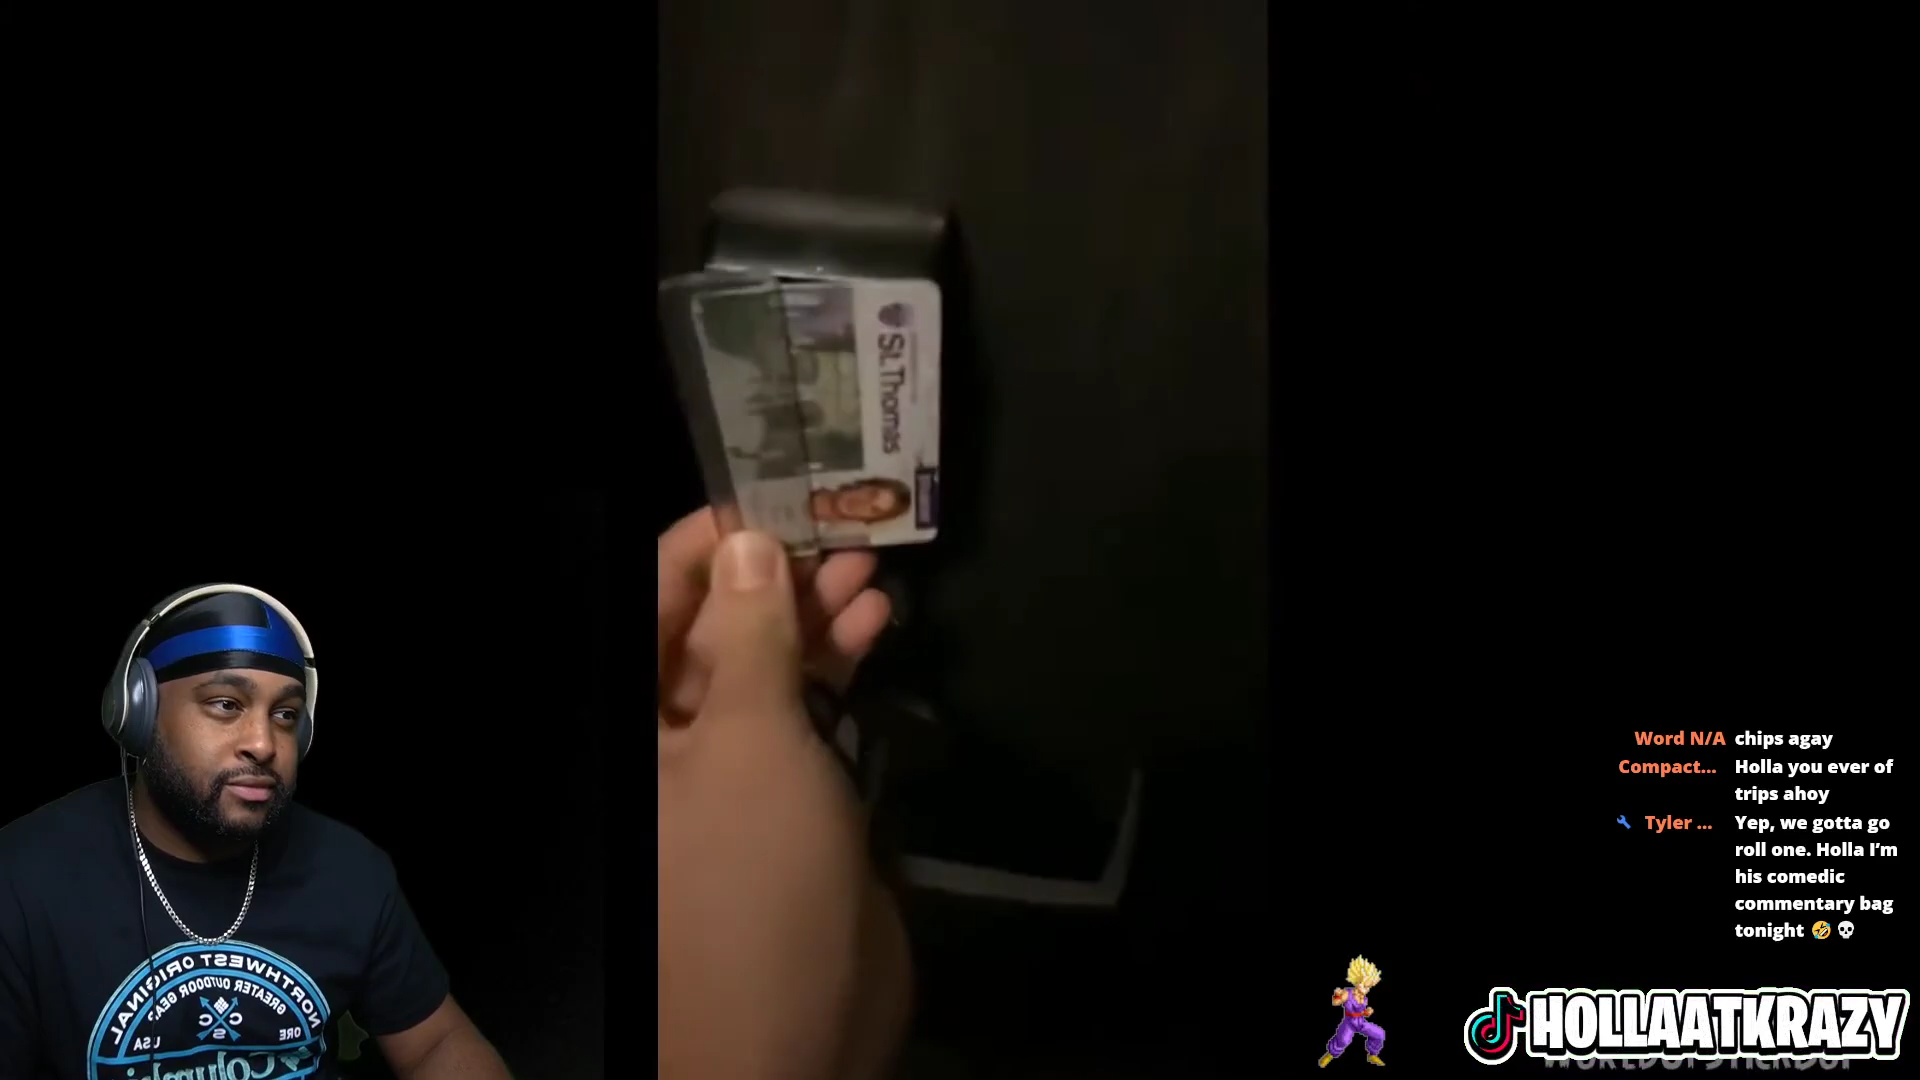 St.Thomas
Word N/A chips agay
Compact... Holla you ever of
trips ahoy
Tyler ... Yep, we gotta go
roll one. Holla I'm
his comedic
commentary bag
tonight 🤣 💀
HOLLAATKRAZY
NORTHWEST ORIGINAL
GREATER OUTDOOR GEAR
CSC
ORE USA